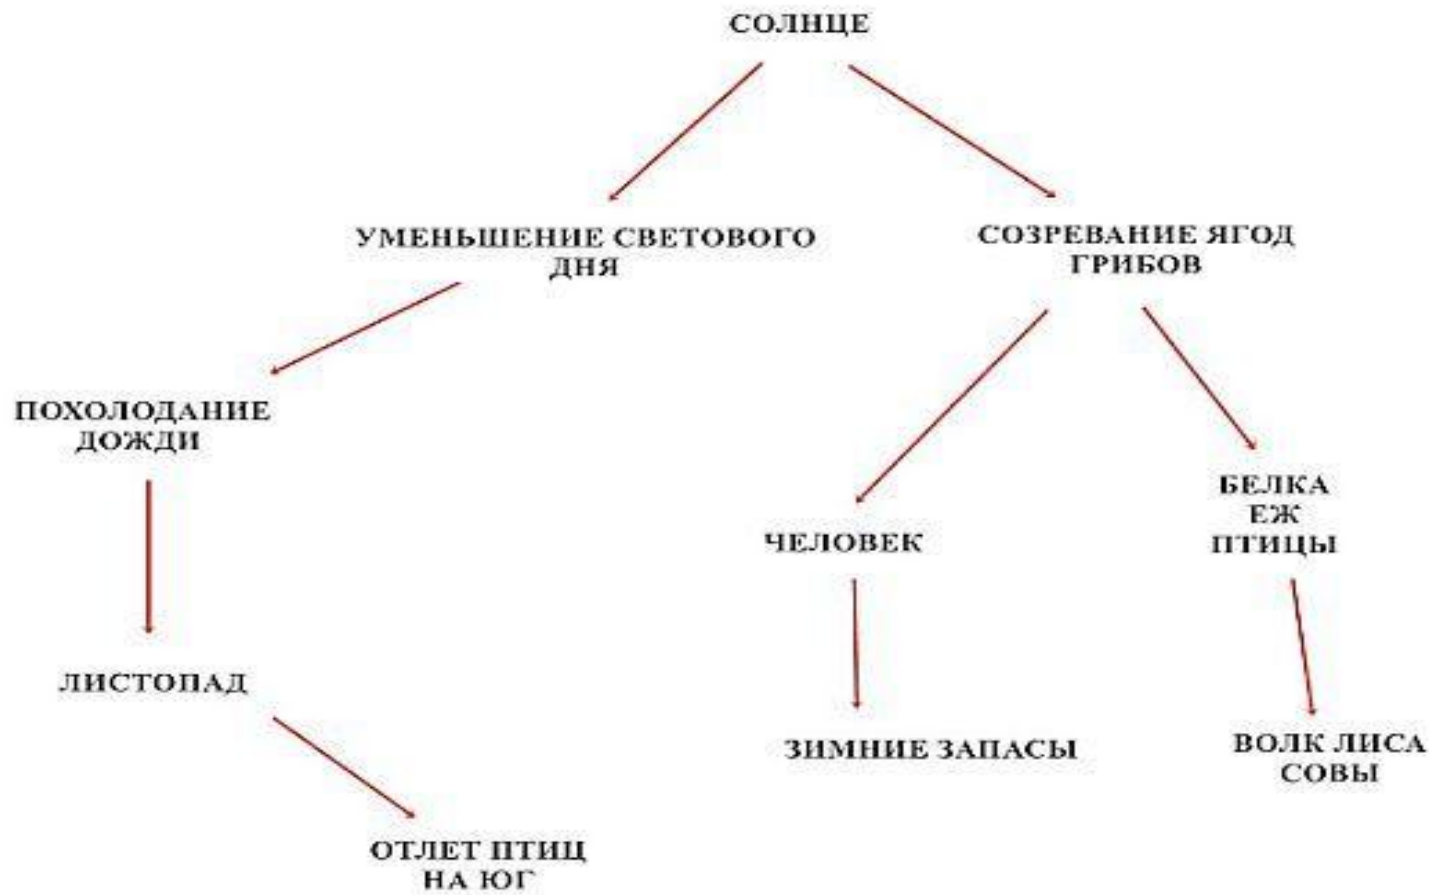 СОЛНЦЕ
УМЕНЬШЕНИЕ СВЕТОВОГО
ДНЯ
СОЗРЕВАНИЕ ЯГОД
ГРИБОВ
ПОХОЛОДАНИЕ
ДОЖДИ
ЧЕЛОВЕК
БЕЛКА
ЕЖ
ПТИЦЫ
ЛИСТОПАД
ЗИМНИЕ ЗАПАСЫ
ВОЛК ЛИСА
СОВЫ
ОТЛЕТ ПТИЦ
НА ЮГ